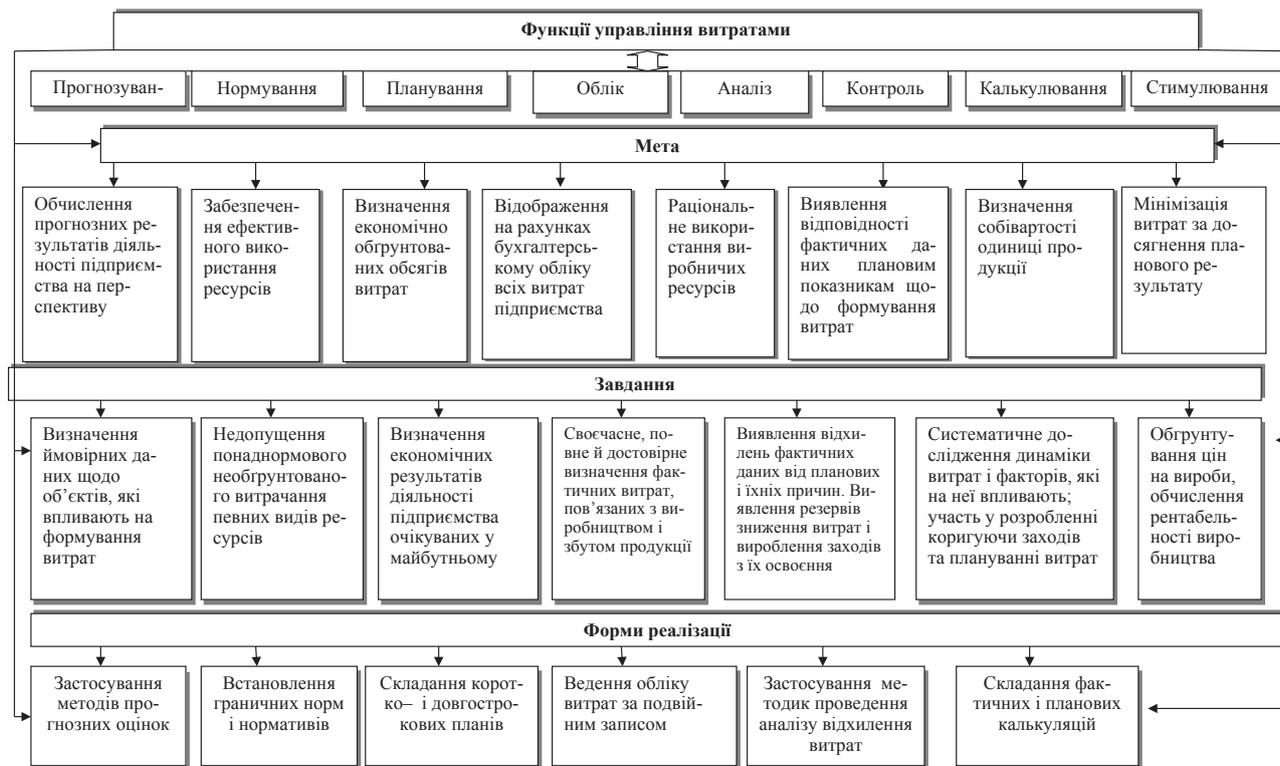 Функції управління витратами
Прогнозуван-
Нормування
Планування
Облік
Аналіз
Контроль
Калькулювання
Стимулювання
Мета
Обчислення
прогнозних ре-
зультатів діяль-
ності підприєм-
ства на пер-
спективу
Забезпечен-
ня ефек-
тивного вико-
ристання
ресурсів
Визначення
економічно
обґрунтова-
них обсягів
витрат
Відображення
на рахунках
бухгалтерсь-
кому обліку
всіх витрат
підприємства
Раціональ-
не викори-
стання ви-
робничих
ресурсів
Виявлення
відповідності
фактичних да-
них плановим
показникам що-
до формування
витрат
Визначення
собівартості
одиниці про-
дукції
Мінімізація
витрат за до-
сягнення пла-
нового ре-
зультату
Завдання
Визначення
ймовірних да-
них щодо
об’єктів, які
впливають на
формування
витрат
Недопущення
понаднормового
необґрунтова-
ного витрачання
певних видів ре-
сурсів
Визначення
економічних
результатів
діяльності
підприємства
очікуваних у
майбутньому
Своєчасне, по-
вне й достовірне
визначення фак-
тичних витрат,
пов’язаних з ви-
робництвом і
збутом продукції
Виявлення відхи-
лень фактичних
даних від планових
і їхніх причин. Ви-
явлення резервів
зниження витрат і
вироблення заходів
з їх освоєння
Систематичне до-
слідження динаміки
витрат і факторів, які
на неї впливають;
участь у розробленні
коригуючи заходів
та плануванні витрат
Обгрунту-
вання цін
на вироби,
обчислення
рентабель-
ності виро-
бництва
Форми реалізації
Застосування
методів про-
гнозних оцінок
Встановлення
граничних норм
і нормативів
Складання корот-
ко– і довгостро-
кових планів
Ведення обліку
витрат за подвій-
ним записом
Застосування ме-
тодик проведення
аналізу відхилення
витрат
Складання фак-
тичних і планових
калькуляцій